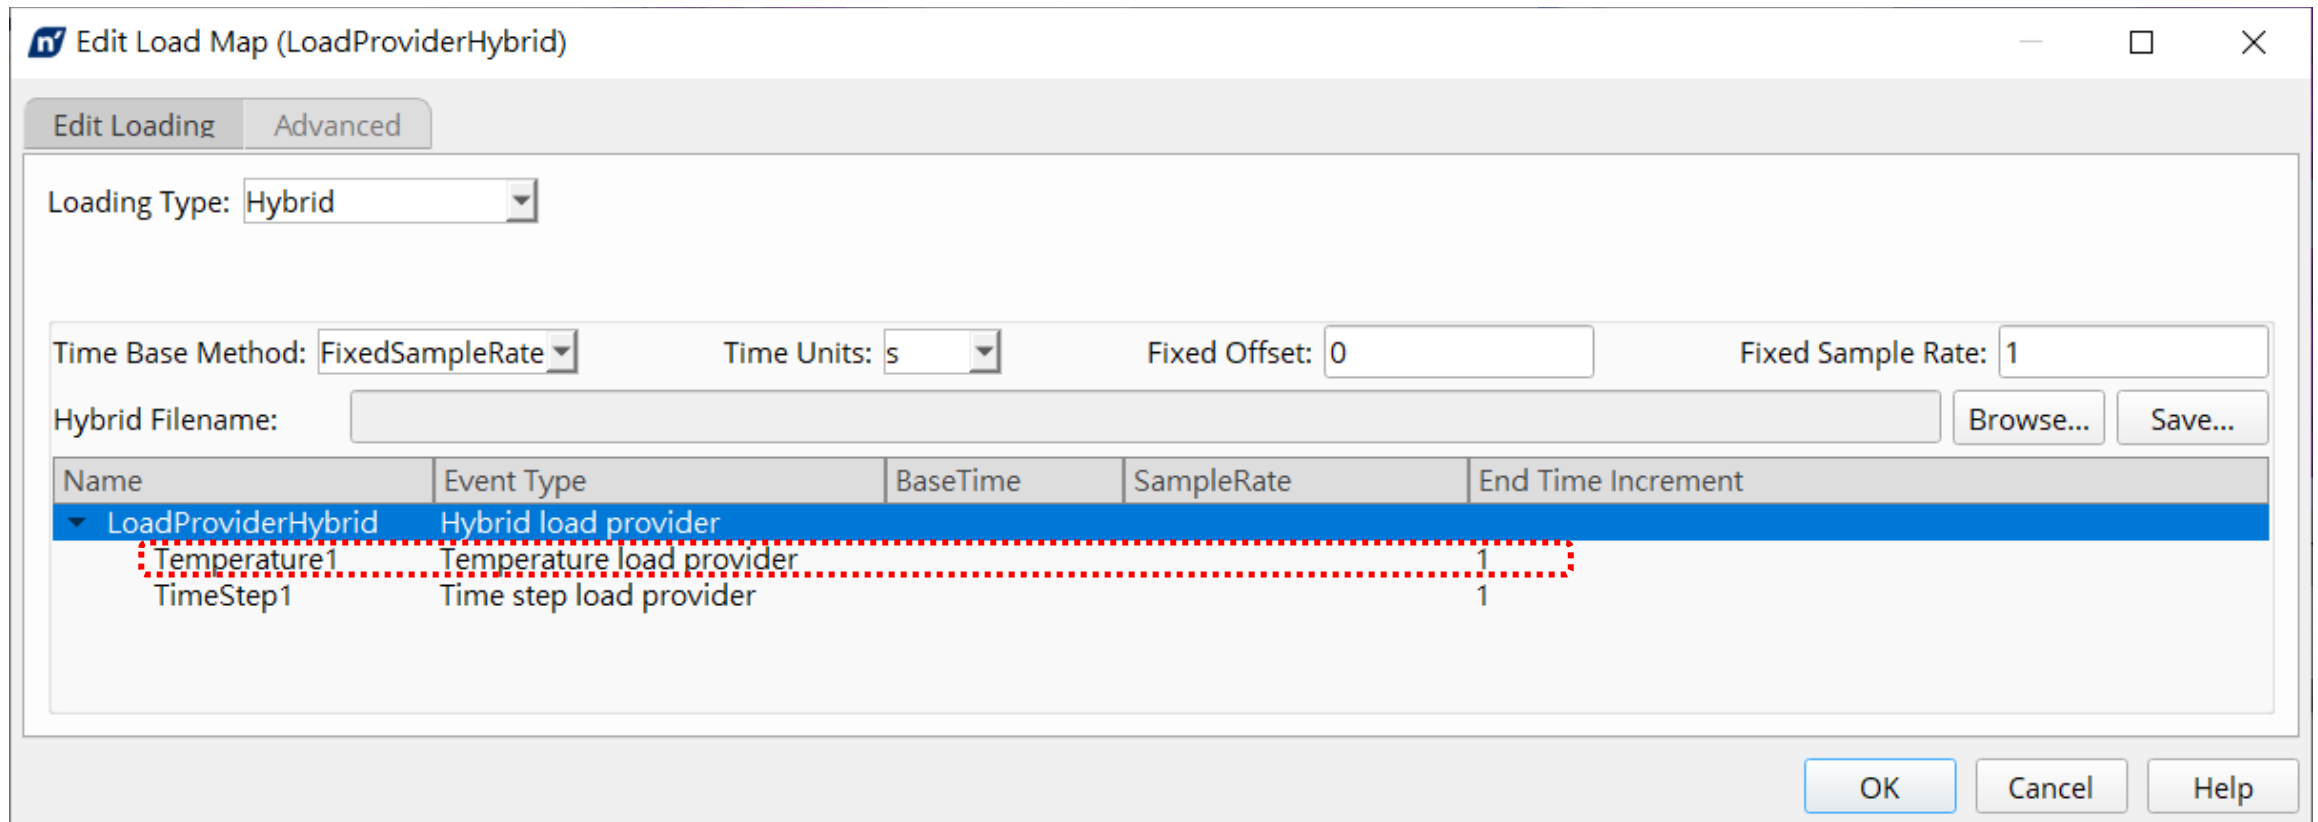 n Edit Load Map (LoadProviderHybrid)
Edit Loading Advanced
Loading Type: Hybrid
Time Base Method: FixedSampleRate Time Units: s Fixed Offset: 0 Fixed Sample Rate: 1
Hybrid Filename: Browse... Save...
Name Event Type BaseTime SampleRate End Time Increment
LoadProviderHybrid Hybrid load provider
Temperature1 Temperature load provider 1
TimeStep1 Time step load provider 1
OK Cancel Help